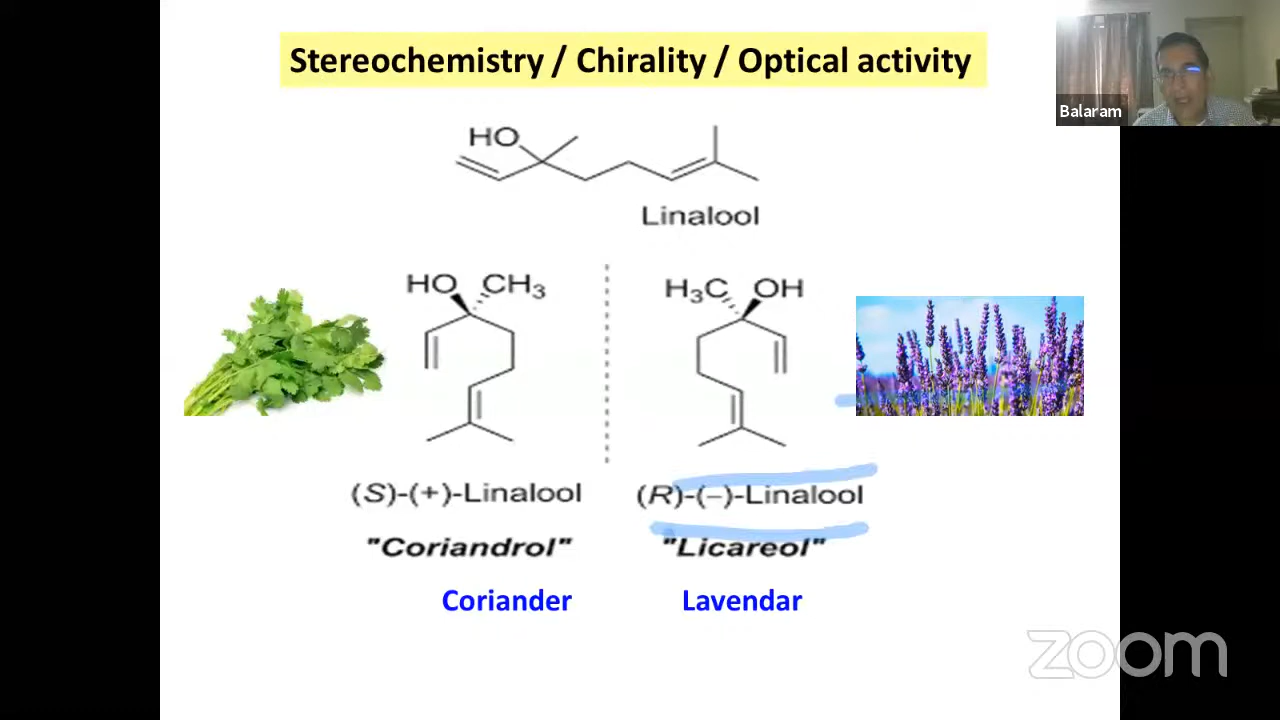 Stereochemistry / Chirality / Optical activity
Balaram
HO
Linalool
HO CH3
H3C OH
(S)-(+)-Linalool
(R)-(−)-Linalool
"Coriandrol"
"Licareol"
Coriander
Lavendar
zoom